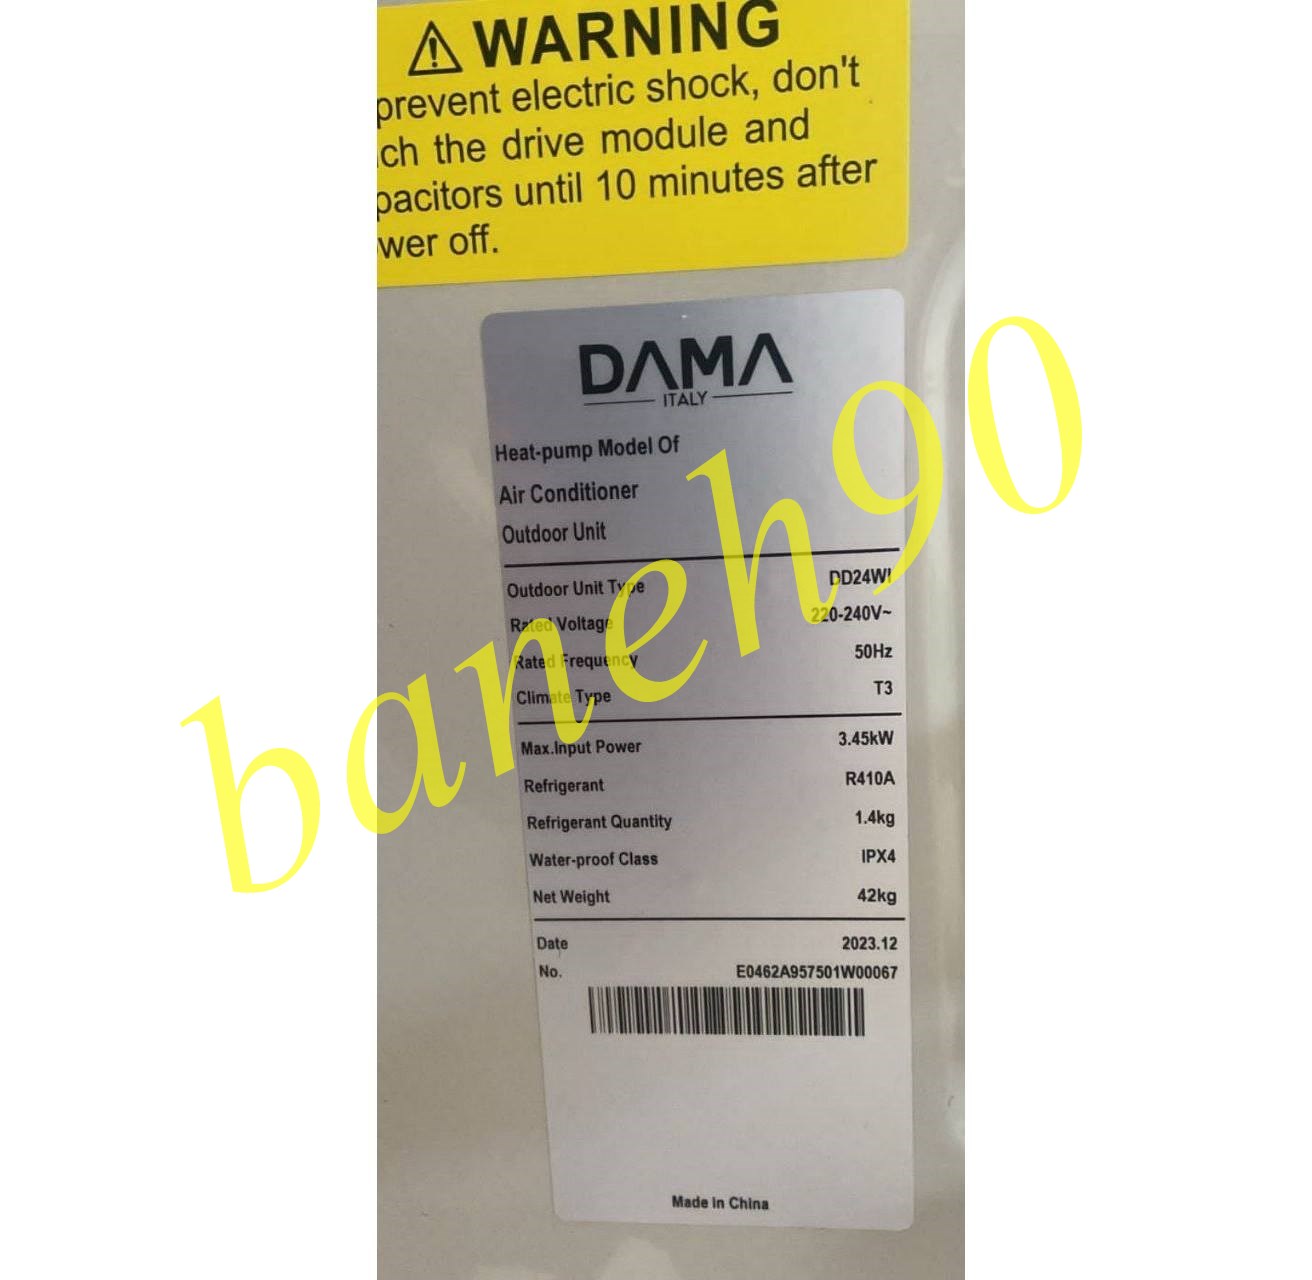 WARNING
prevent electric shock, don't
ch the drive module and
pacitors until 10 minutes after
wer off.
DAMA
ITALY
Heat-pump Model Of
Air Conditioner
Outdoor Unit
Outdoor Unit Type DD24WI
Rated Voltage 220-240V~
Rated Frequency 50Hz
Climate Type T3
Max.Input Power 3.45kW
Refrigerant R410A
Refrigerant Quantity 1.4kg
Water-proof Class IPX4
Net Weight 42kg
Date 2023.12
No. E0462A957501W00067
Made In China
baneh90